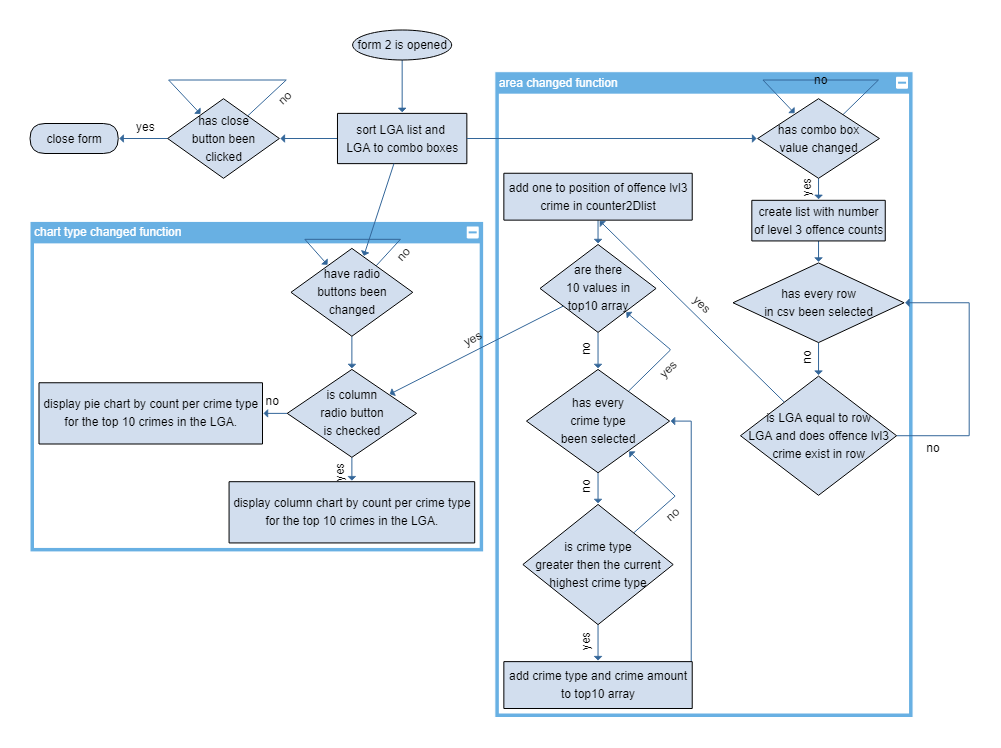 form 2 is opened
sort LGA list and
LGA to combo boxes
no
has close
button been
clicked
yes
close form
chart type changed function
no
have radio
buttons been
changed
is column
radio button
is checked
no
display pie chart by count per crime type
for the top 10 crimes in the LGA.
yes
display column chart by count per crime type
for the top 10 crimes in the LGA.
area changed function
no
has combo box
value changed
yes
create list with number
of level 3 offence counts
has every row
in csv been selected
no
is LGA equal to row
LGA and does offence lvl3
crime exist in row
no
yes
add one to position of offence lvl3
crime in counter2Dlist
are there
10 values in
top10 array
yes
no
yes
has every
crime type
been selected
no
no
is crime type
greater then the current
highest crime type
yes
add crime type and crime amount
to top10 array